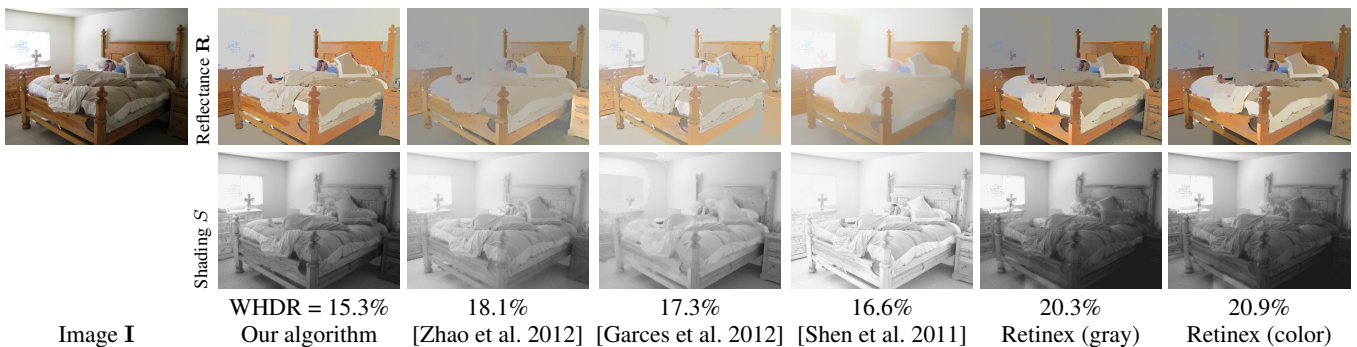 Reflectance R
Shading S
WHDR = 15.3% 18.1% 17.3% 16.6% 20.3% 20.9%
Image I Our algorithm [Zhao et al. 2012] [Garces et al. 2012] [Shen et al. 2011] Retinex (gray) Retinex (color)